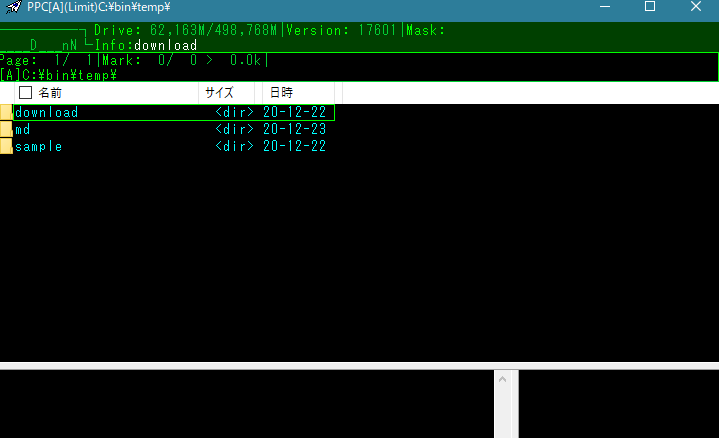 PPC[A](Limit)C:¥bin¥temp¥
Drive: 62,163M/498,768M|Version: 17601|Mask:
____D___nN Info:download
Page: 1/ 1|Mark: 0/ 0 > 0.0k|
[A]C:¥bin¥temp¥
名前 サイズ 日時
download <dir> 20-12-22
md <dir> 20-12-23
sample <dir> 20-12-22